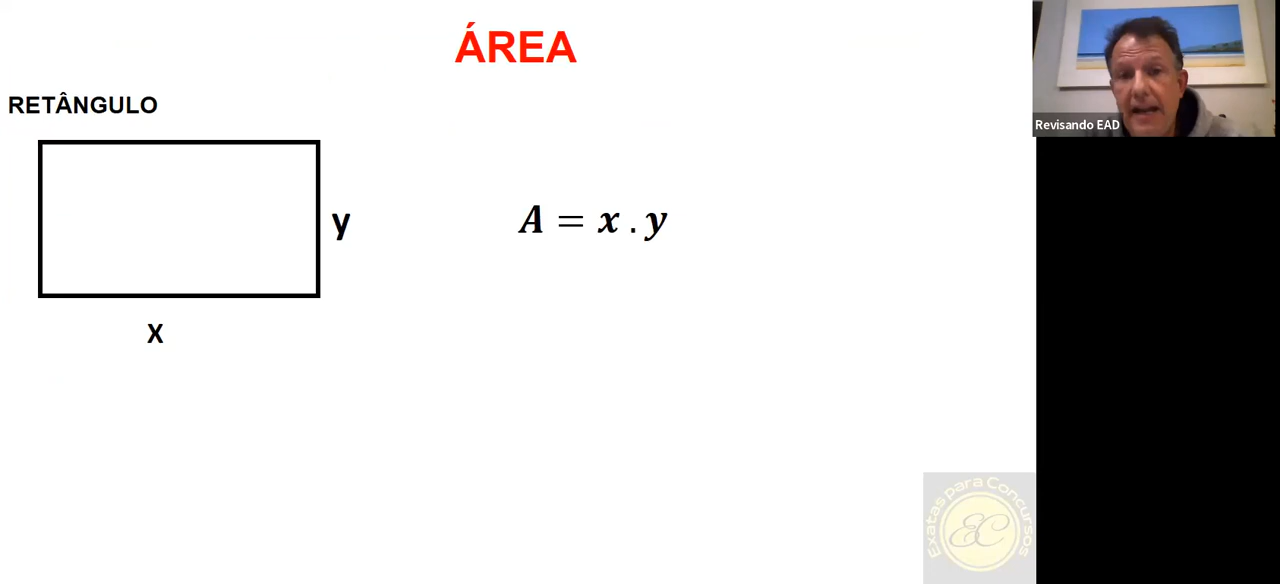 ÁREA
RETÂNGULO
Revisando EAD
y
A = x . y
x
Exatas para Concursos
EC